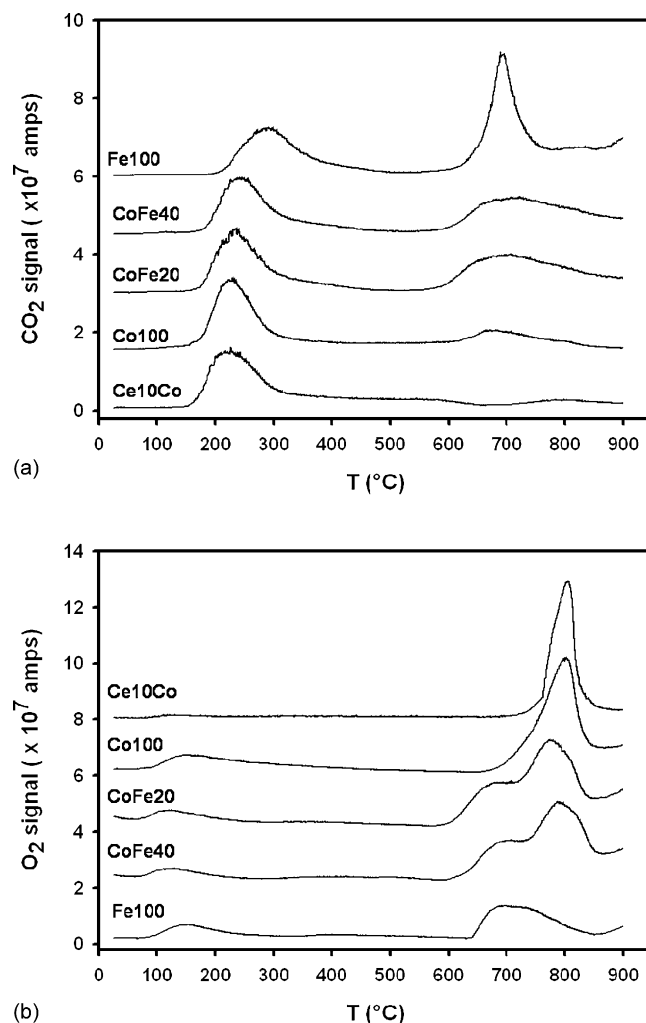 10
8
6
4
2
0
CO2 signal ( x10^7 amps)
Fe100
CoFe40
CoFe20
Co100
Ce10Co
0 100 200 300 400 500 600 700 800 900
T (°C)
(a)
14
12
10
8
6
4
2
0
O2 signal ( x 10^7 amps)
Ce10Co
Co100
CoFe20
CoFe40
Fe100
0 100 200 300 400 500 600 700 800 900
T (°C)
(b)